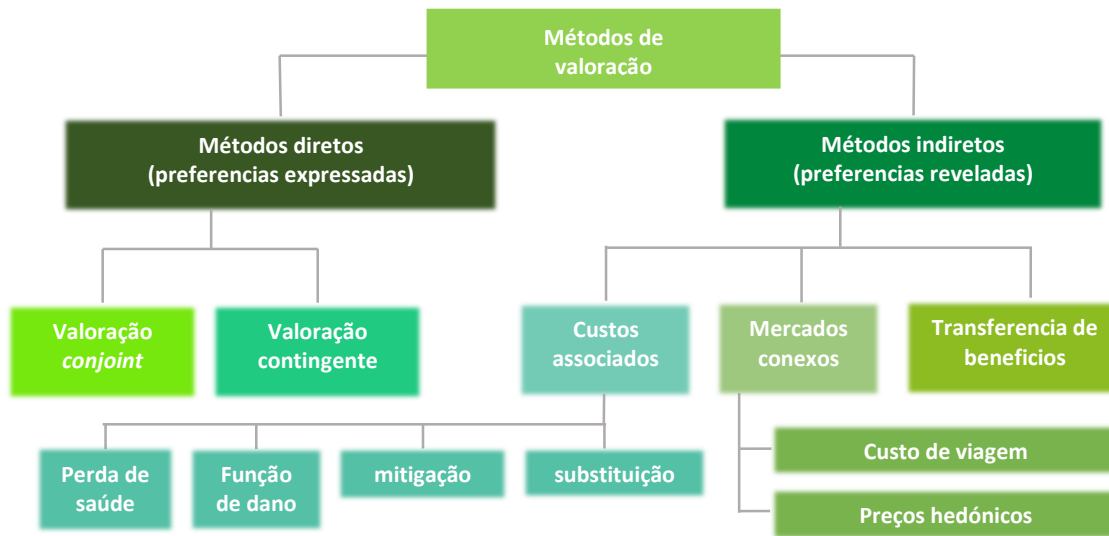 Métodos de
valoração
Métodos diretos
(preferencias expressadas)
Métodos indiretos
(preferencias reveladas)
Valoração
conjoint
Valoração
contingente
Custos
associados
Mercados
conexos
Transferencia de
beneficios
Perda de
saúde
Função
de dano
mitigação
substituição
Custo de viagem
Preços hedónicos